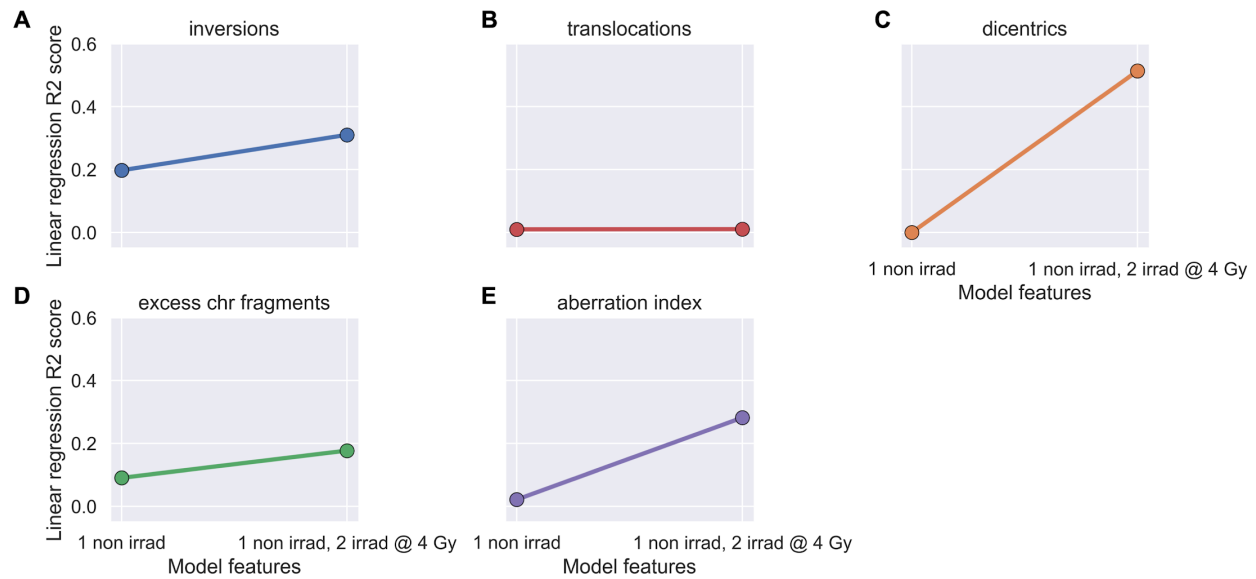 A
inversions
Linear regression R2 score
0.6
0.4
0.2
0.0
B
translocations
C
dicentrics
1 non irrad
1 non irrad, 2 irrad @ 4 Gy
Model features
D
excess chr fragments
Linear regression R2 score
0.6
0.4
0.2
0.0
1 non irrad
1 non irrad, 2 irrad @ 4 Gy
Model features
E
aberration index
1 non irrad
1 non irrad, 2 irrad @ 4 Gy
Model features